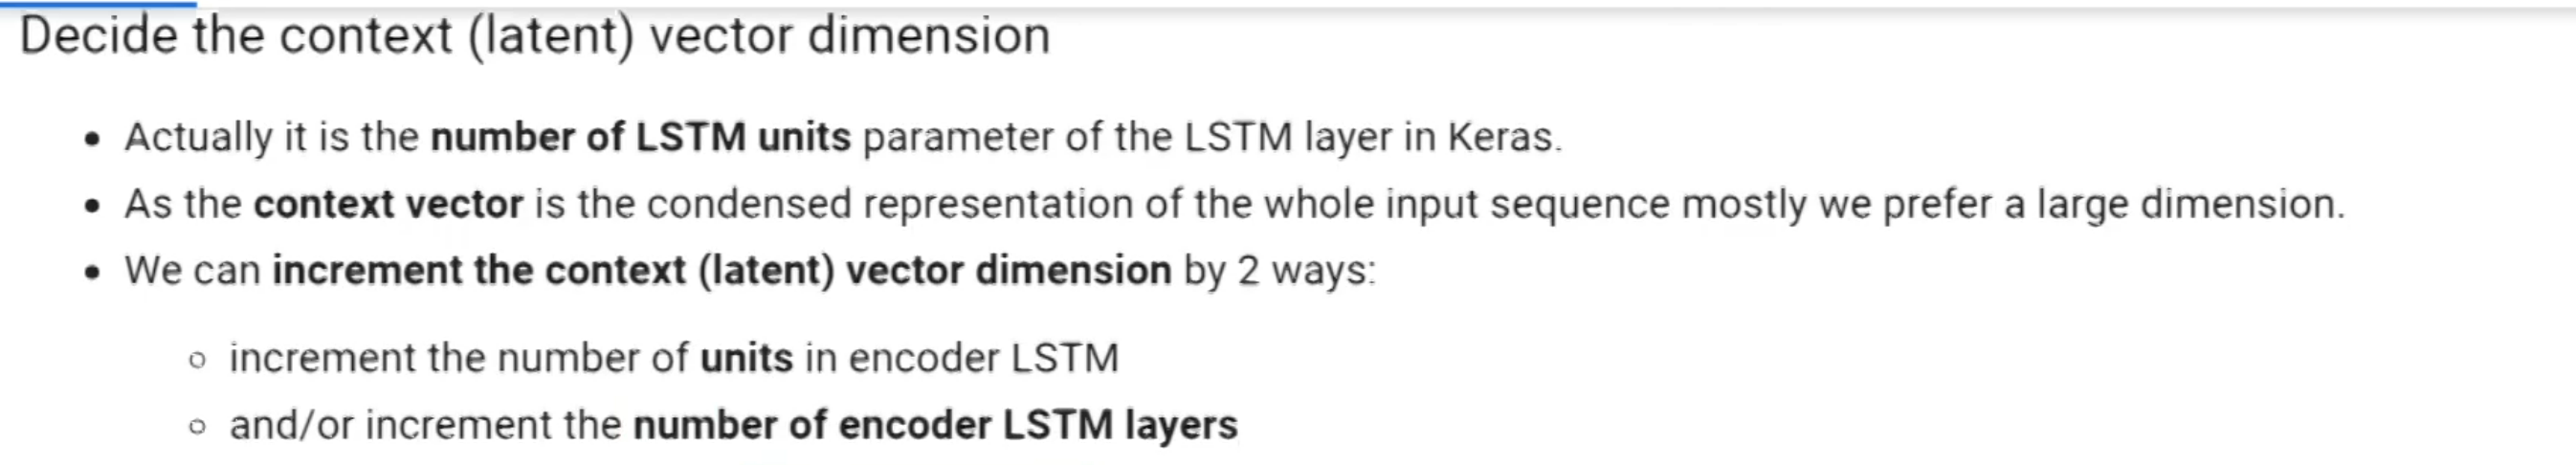 Decide the context (latent) vector dimension
• Actually it is the number of LSTM units parameter of the LSTM layer in Keras.
• As the context vector is the condensed representation of the whole input sequence mostly we prefer a large dimension.
• We can increment the context (latent) vector dimension by 2 ways:
○ increment the number of units in encoder LSTM
○ and/or increment the number of encoder LSTM layers